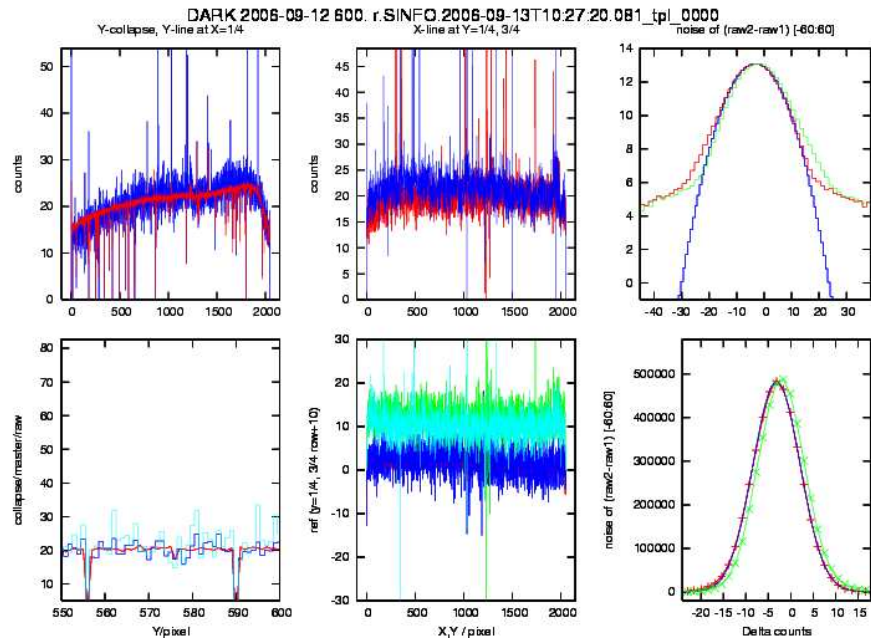 DARK 2006-09-12 600. r.SINFO.2006-09-13T10:27:20.081_tpl_0000
Y-collapse, Y-line at X=1/4
X-line at Y=1/4, 3/4
noise of (raw2-raw1) [-60:60]
counts
50
40
30
20
10
0
0 500 1000 1500 2000
counts
45
40
35
30
25
20
15
10
5
0
0 500 1000 1500 2000
14
12
10
8
6
4
2
0
-40 -30 -20 -10 0 10 20 30
collapse/master/raw
80
70
60
50
40
30
20
10
550 560 570 580 590 600
Y/pixel
ref (y=1/4, 3/4 row+10)
30
20
10
0
-10
-20
-30
0 500 1000 1500 2000
X,Y / pixel
noise of (raw2-raw1) [-60:60]
500000
400000
300000
200000
100000
0
-20 -15 -10 -5 0 5 10 15
Delta counts